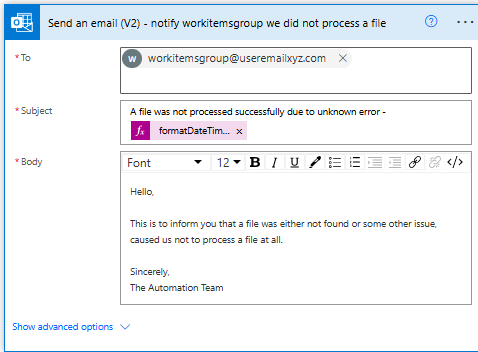 Send an email (V2) - notify workitemsgroup we did not process a file
? ...
* To
w workitemsgroup@useremailxyz.com ×
* Subject
A file was not processed successfully due to unknown error -
fx formatDateTim... ×
* Body
Font 12 B I U </>
Hello,
This is to inform you that a file was either not found or some other issue,
caused us not to process a file at all.
Sincerely,
The Automation Team
Show advanced options